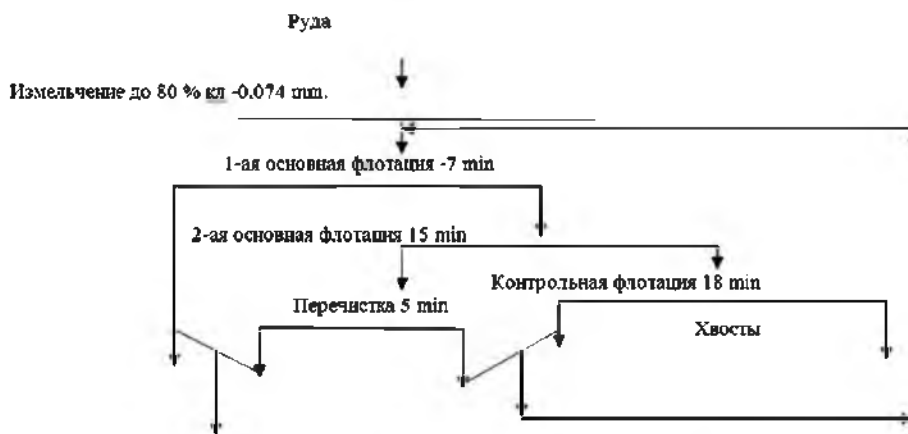 Руда
Измельчение до 80 % кл -0.074 mm.
1-ая основная флотация -7 min
2-ая основная флотация 15 min
Контрольная флотация 18 min
Перечистка 5 min
Хвосты